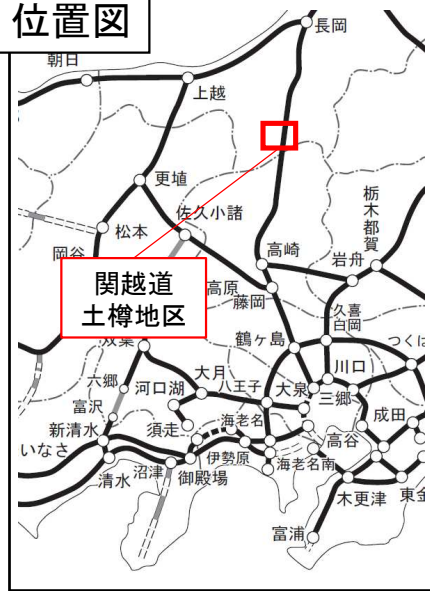 位置図
長岡
朝日
上越
更埴
栃木都賀
佐久小諸
松本
岡谷
高崎
岩舟
関越道
土樽地区
高原
藤岡
久喜
白岡
双葉
鶴ヶ島
つくば
川口
六郷
大月
河口湖
八王子
大泉
三郷
富沢
成田
新清水
須走
海老名
高谷
いなさ
伊勢原
海老名南
沼津
清水
御殿場
木更津
東金
富浦